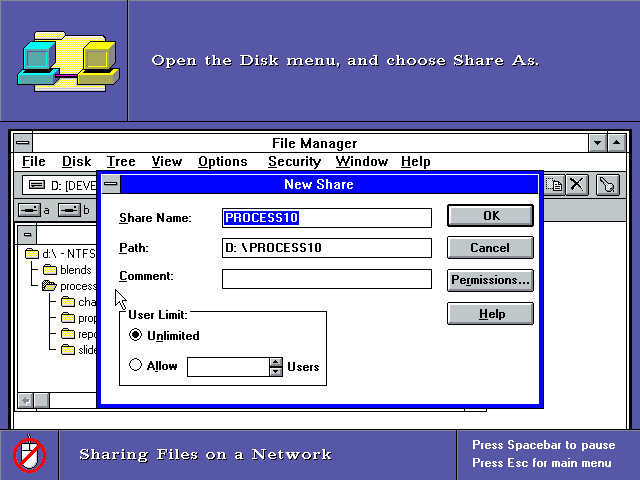 Open the Disk menu, and choose Share As.
File Manager
File Disk Tree View Options Security Window Help
D: [DEVE
a b
New Share
Share Name: PROCESS10 OK
Path: D:\PROCESS10 Cancel
Comment: Permissions...
User Limit: Help
Unlimited
Allow Users
d:\ - NTFS
blends
process
cha
prop
repo
slide
Sharing Files on a Network
Press Spacebar to pause
Press Esc for main menu